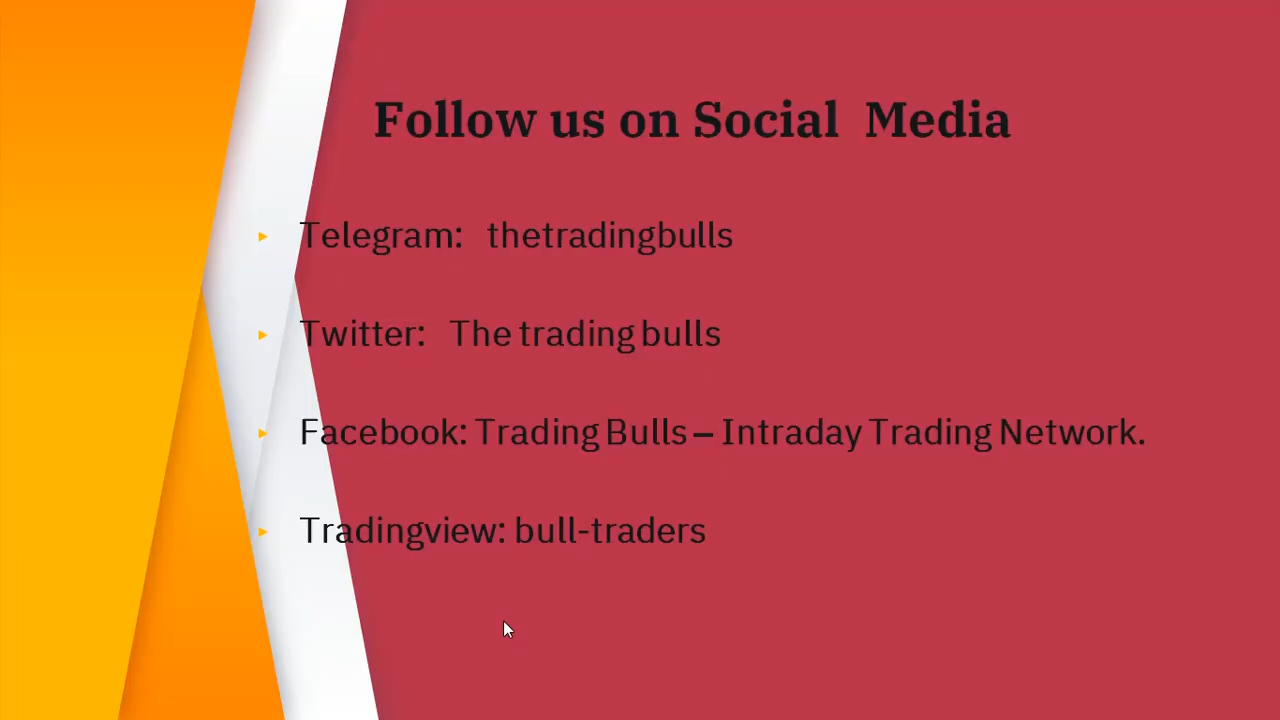 Follow us on Social Media
Telegram: thetradingbulls
Twitter: The trading bulls
Facebook: Trading Bulls – Intraday Trading Network.
Tradingview: bull-traders